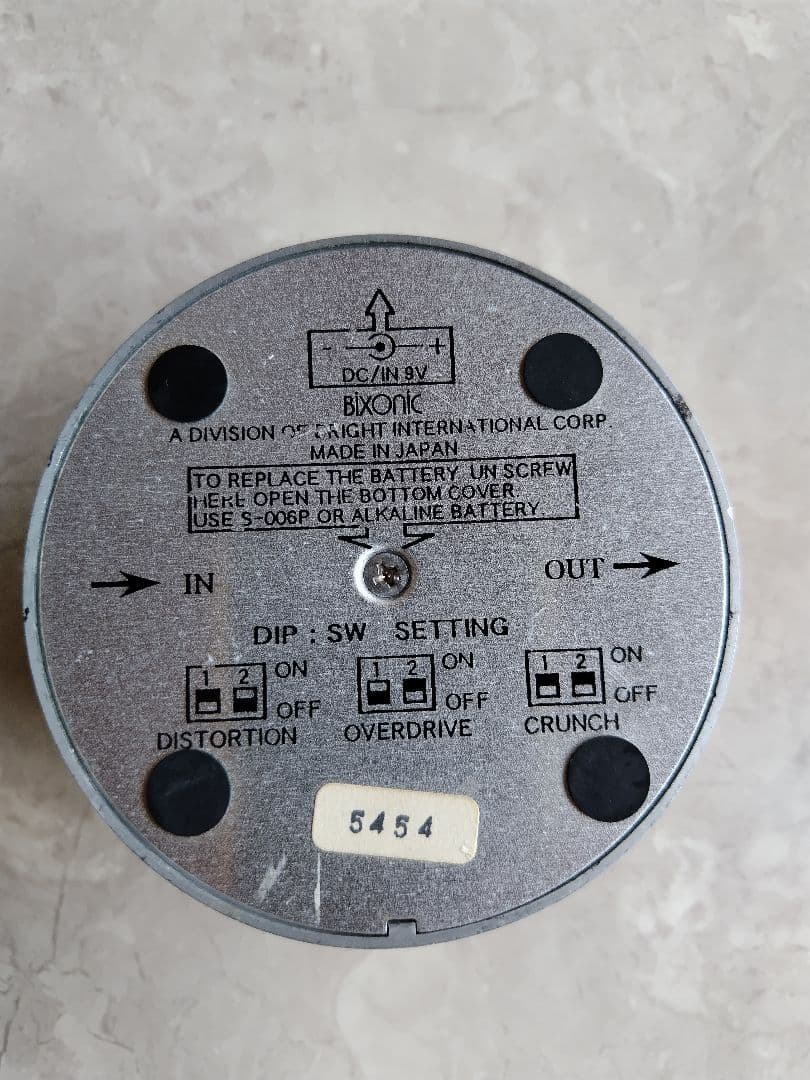 - +
DC/IN 9V
BiXOnic
A DIVISION INTERNATIONAL CORP.
MADE IN JAPAN
TO REPLACE THE BATTERY UN SCREW
HERE OPEN THE BOTTOM COVER.
USE S-006P OR ALKALINE BATTERY
IN OUT
DIP : SW SETTING
1 2 ON 1 2 ON 1 2 ON
OFF OFF OFF
DISTORTION OVERDRIVE CRUNCH
5454